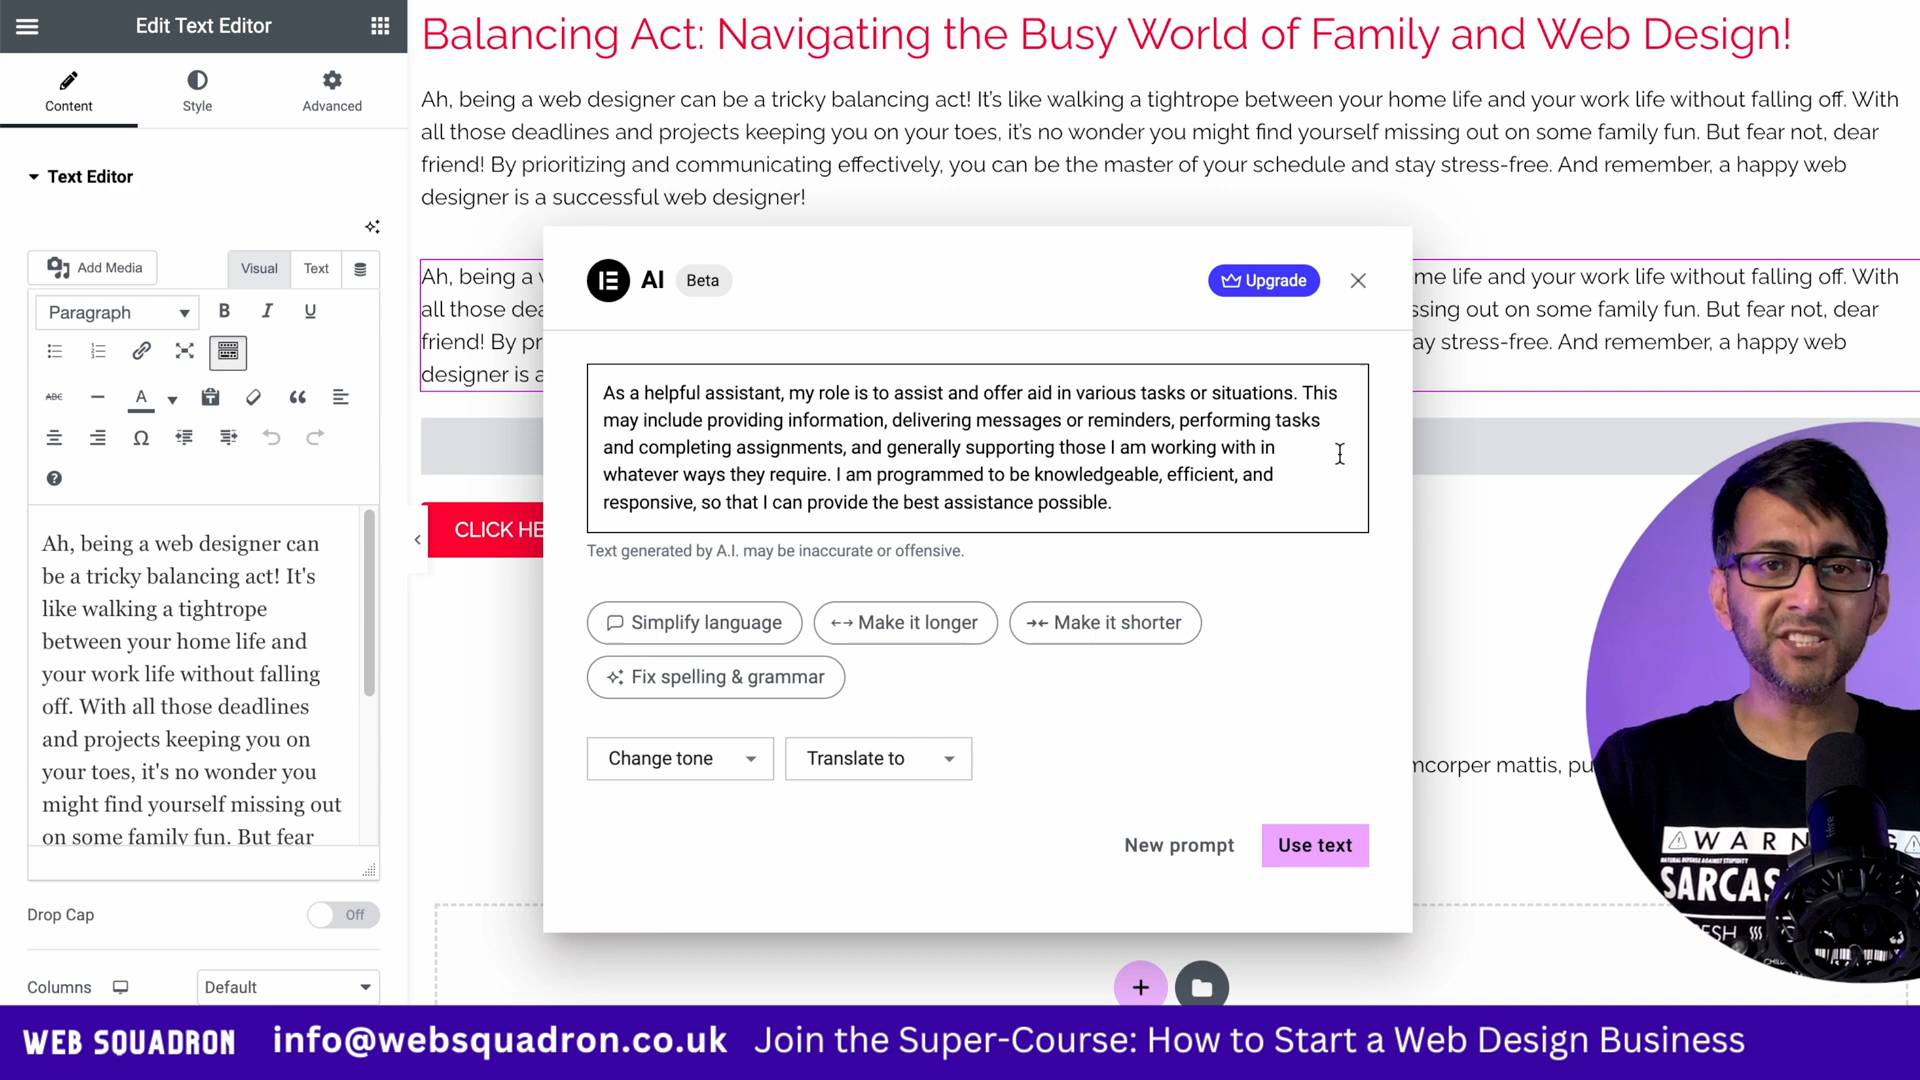 Edit Text Editor
Content
Style
Advanced
Text Editor
Add Media
Visual
Text
Paragraph
B
I
U
ABC
A
Ω
Ah, being a web designer can
be a tricky balancing act! It's
like walking a tightrope
between your home life and
your work life without falling
off. With all those deadlines
and projects keeping you on
your toes, it's no wonder you
might find yourself missing out
on some family fun. But fear
Drop Cap
Off
Columns
Default
Balancing Act: Navigating the Busy World of Family and Web Design!
Ah, being a web designer can be a tricky balancing act! It's like walking a tightrope between your home life and your work life without falling off. With
all those deadlines and projects keeping you on your toes, it's no wonder you might find yourself missing out on some family fun. But fear not, dear
friend! By prioritizing and communicating effectively, you can be the master of your schedule and stay stress-free. And remember, a happy web
designer is a successful web designer!
Ah, being a
me life and your work life without falling off. With
all those
ssing out on some family fun. But fear not, dear
friend! By
ay stress-free. And remember, a happy web
designer is a
CLICK
AI
Beta
Upgrade
As a helpful assistant, my role is to assist and offer aid in various tasks or situations. This
may include providing information, delivering messages or reminders, performing tasks
and completing assignments, and generally supporting those I am working with in
whatever ways they require. I am programmed to be knowledgeable, efficient, and
responsive, so that I can provide the best assistance possible.
Text generated by A.I. may be inaccurate or offensive.
Simplify language
Make it longer
Make it shorter
Fix spelling & grammar
Change tone
Translate to
New prompt
Use text
mcorper mattis, pu
WARN G
NATURAL DEFENSE AGAINST STUPIDITY
SARCAS
ESH
WEB SQUADRON
info@websquadron.co.uk
Join the Super-Course: How to Start a Web Design Business